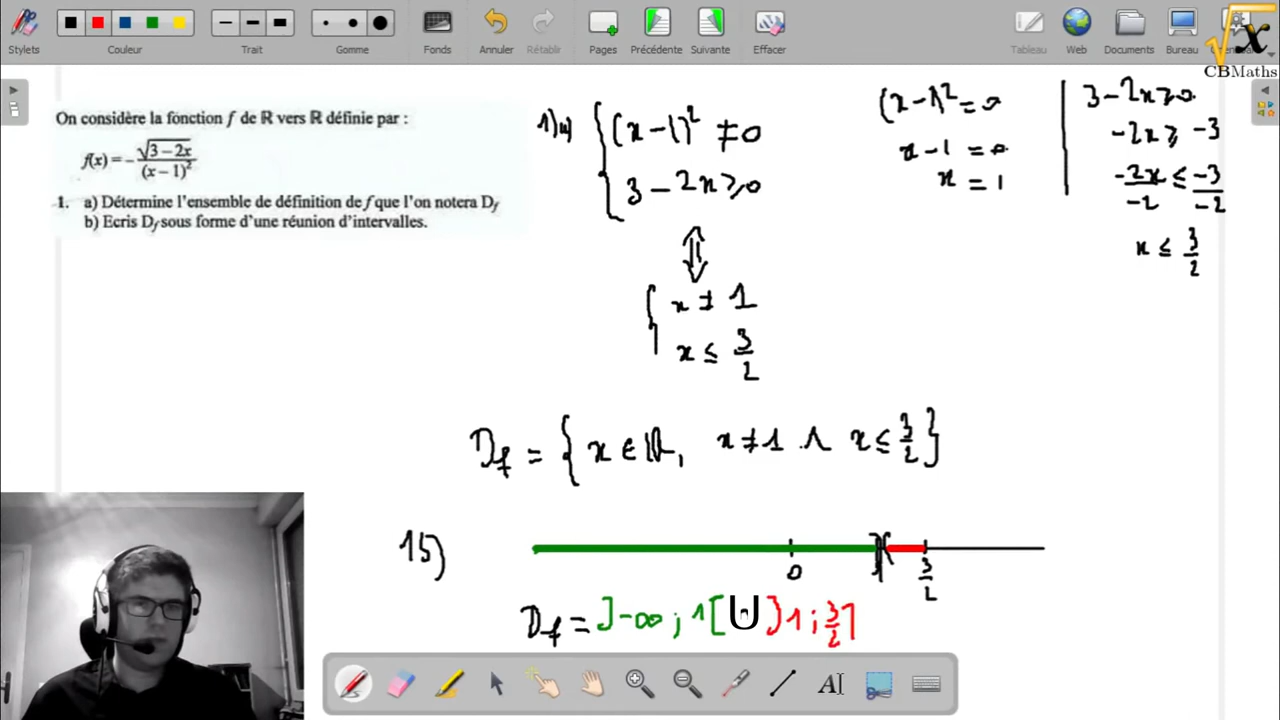 Stylets
Couleur
Trait
Gomme
Fonds
Annuler
Rétablir
Pages
Précédente
Suivante
Effacer
Tableau
Web
Documents
Bureau
√x
CBMaths
On considère la fonction f de ℝ vers ℝ définie par :
f(x) = - √(3 - 2x) / (x - 1)²
1. a) Détermine l'ensemble de définition de f que l'on notera Df
b) Ecris Df sous forme d'une réunion d'intervalles.
1)a) { (x - 1)² ≠ 0
3 - 2x ≥ 0
⇕
{ x ≠ 1
x ≤ 3/2
(x - 1)² = 0
x - 1 = 0
x = 1
3 - 2x ≥ 0
-2x ≥ -3
-2x/-2 ≤ -3/-2
x ≤ 3/2
Df = { x ∈ ℝ, x ≠ 1 ∧ x ≤ 3/2 }
1b)
0
3/2
Df = ]-∞ ; 1[ U ]1 ; 3/2]
AI